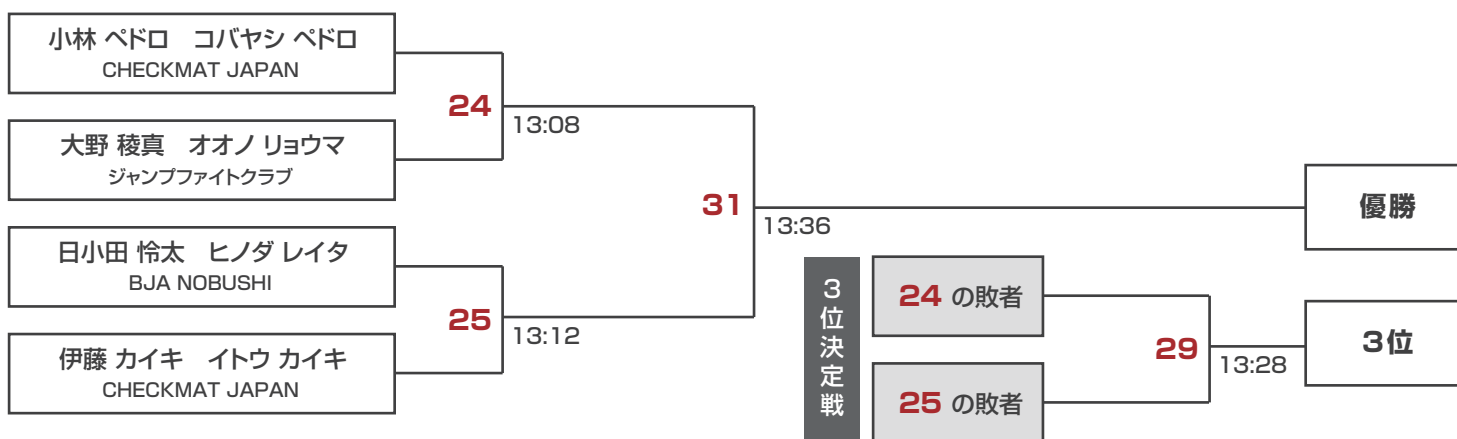 小林 ペドロ　コバヤシ ペドロ
CHECKMAT JAPAN
24
13:08
大野 稜真　オオノ リョウマ
ジャンプファイトクラブ
31
13:36
優勝
日小田 怜太　ヒノダ レイタ
BJA NOBUSHI
25
13:12
伊藤 カイキ　イトウ カイキ
CHECKMAT JAPAN
3位決定戦
24 の敗者
29
13:28
3位
25 の敗者